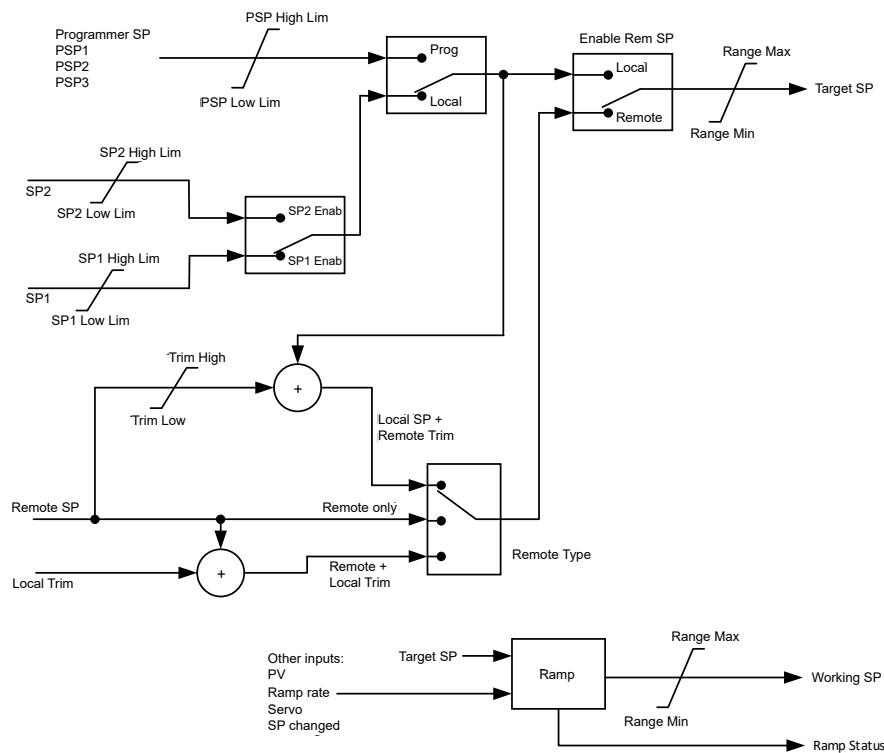 Programmer SP
PSP1
PSP2
PSP3
PSP High Lim
PSP Low Lim
Prog
Local
Enable Rem SP
Local
Remote
Range Max
Range Min
Target SP
SP2 High Lim
SP2
SP2 Low Lim
SP2 Enab
SP1 Enab
SP1 High Lim
SP1
SP1 Low Lim
Trim High
Trim Low
+
Local SP +
Remote Trim
Remote SP
Remote only
Remote Type
Local Trim
+
Remote +
Local Trim
Other inputs:
PV
Ramp rate
Servo
SP changed
Target SP
Ramp
Range Max
Range Min
Working SP
Ramp Status